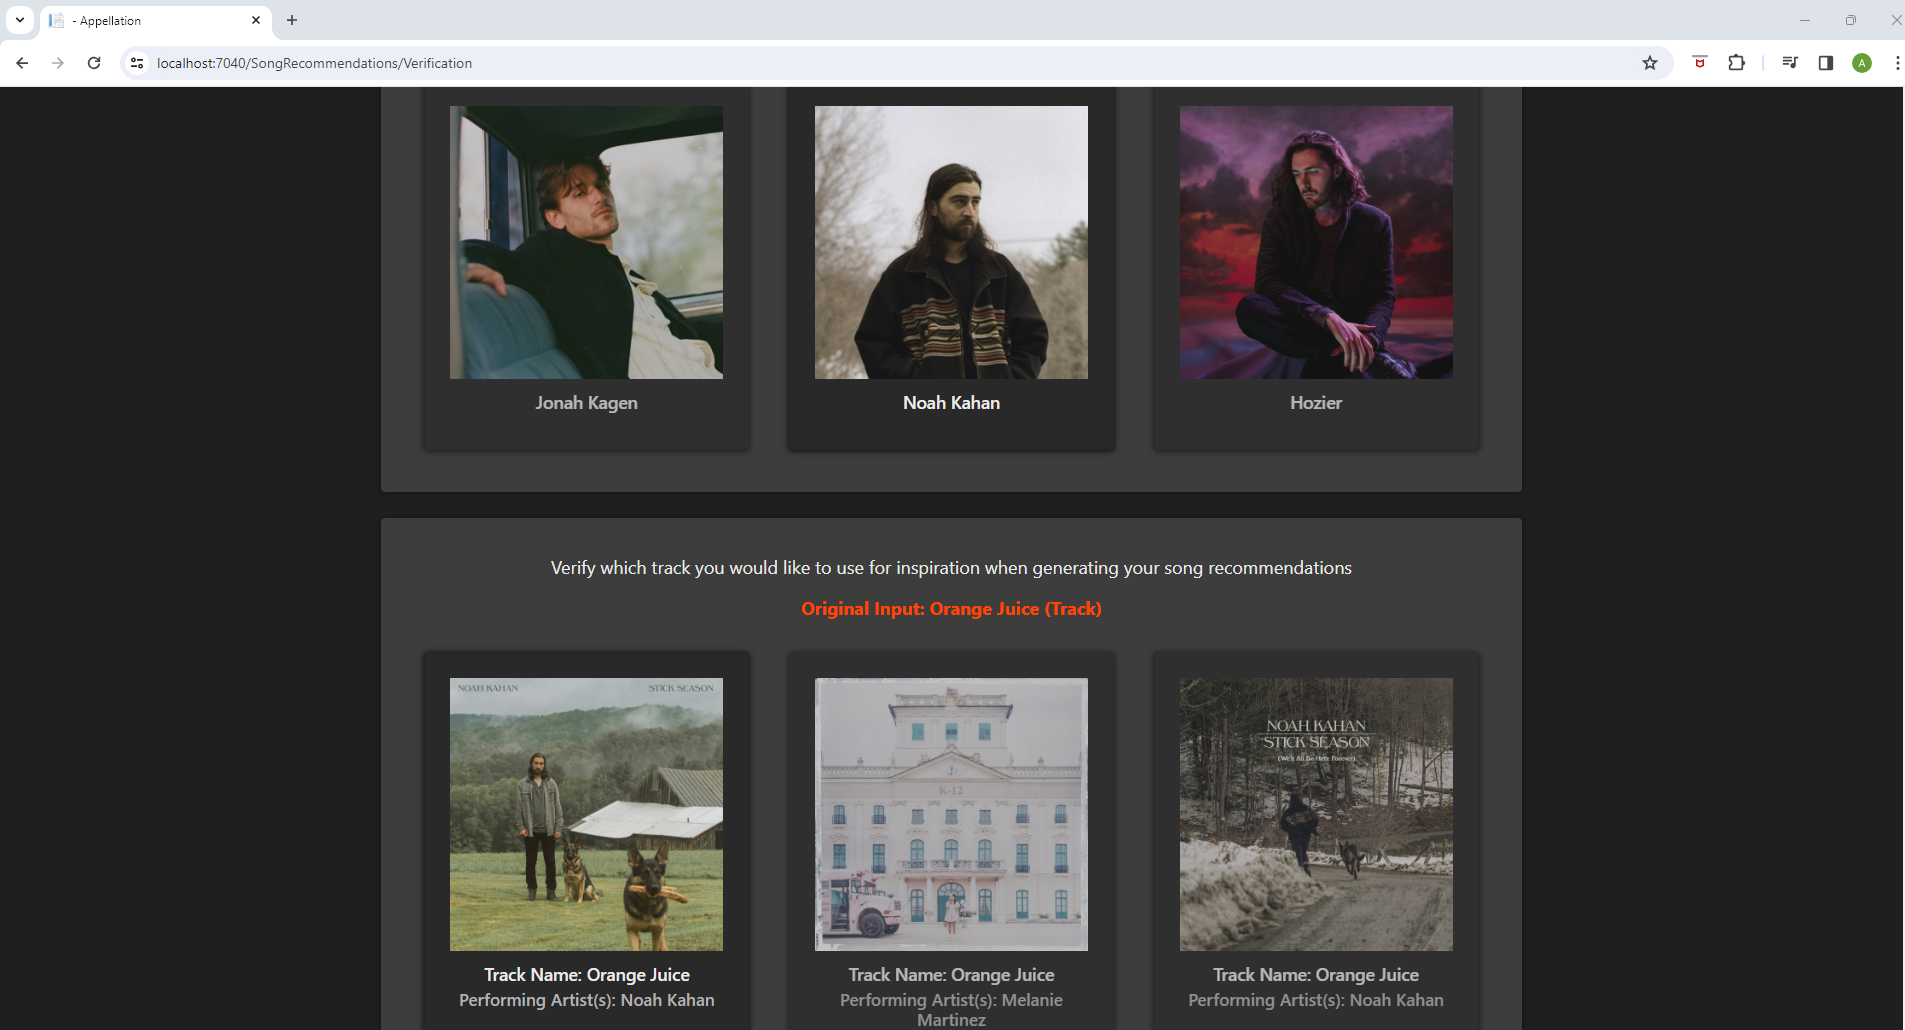 - Appellation
localhost:7040/SongRecommendations/Verification
A
Jonah Kagen
Noah Kahan
Hozier
Verify which track you would like to use for inspiration when generating your song recommendations
Original Input: Orange Juice (Track)
NOAH KAHAN STICK SEASON
K-12
NOAH KAHAN
STICK SEASON
(We'll All Be Here Forever)
Track Name: Orange Juice
Performing Artist(s): Noah Kahan
Track Name: Orange Juice
Performing Artist(s): Melanie
Martinez
Track Name: Orange Juice
Performing Artist(s): Noah Kahan